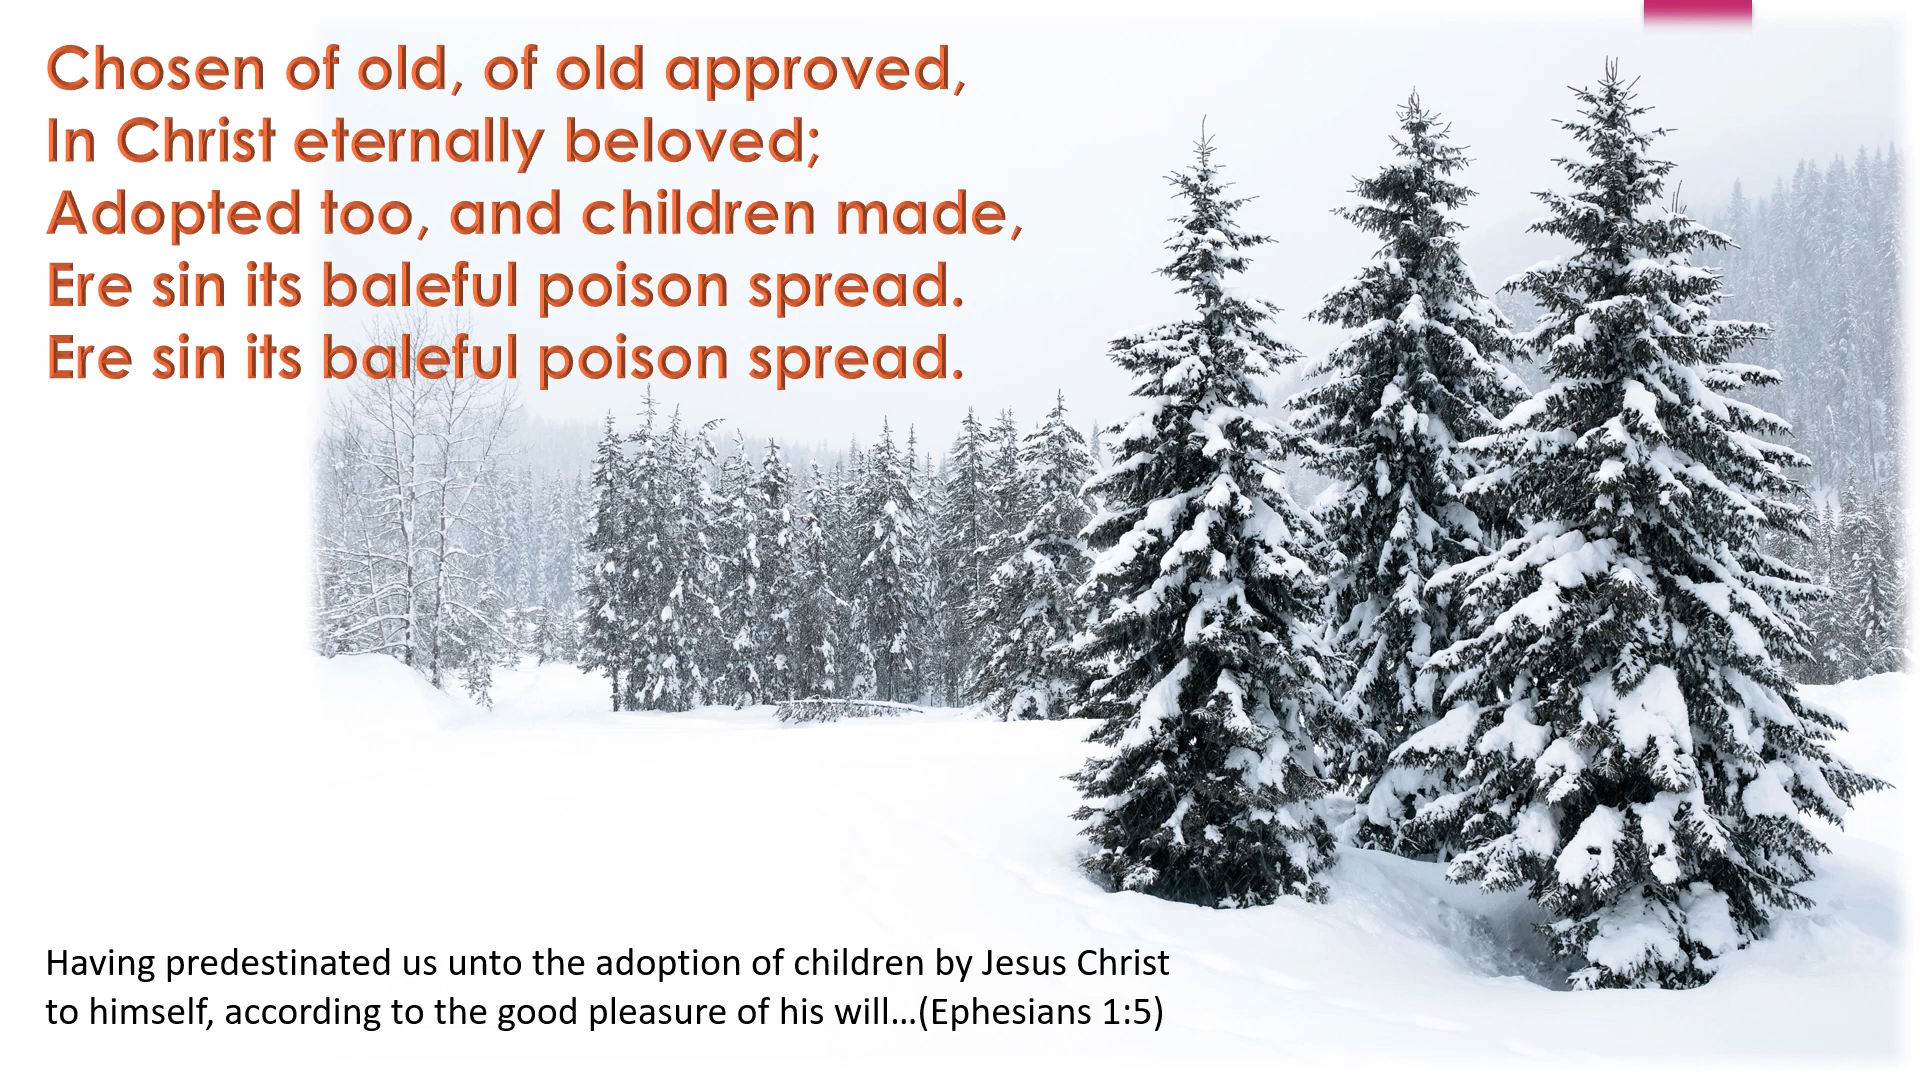 Chosen of old, of old approved,
In Christ eternally beloved;
Adopted too, and children made,
Ere sin its baleful poison spread.
Ere sin its baleful poison spread.
Having predestinated us unto the adoption of children by Jesus Christ
to himself, according to the good pleasure of his will…(Ephesians 1:5)